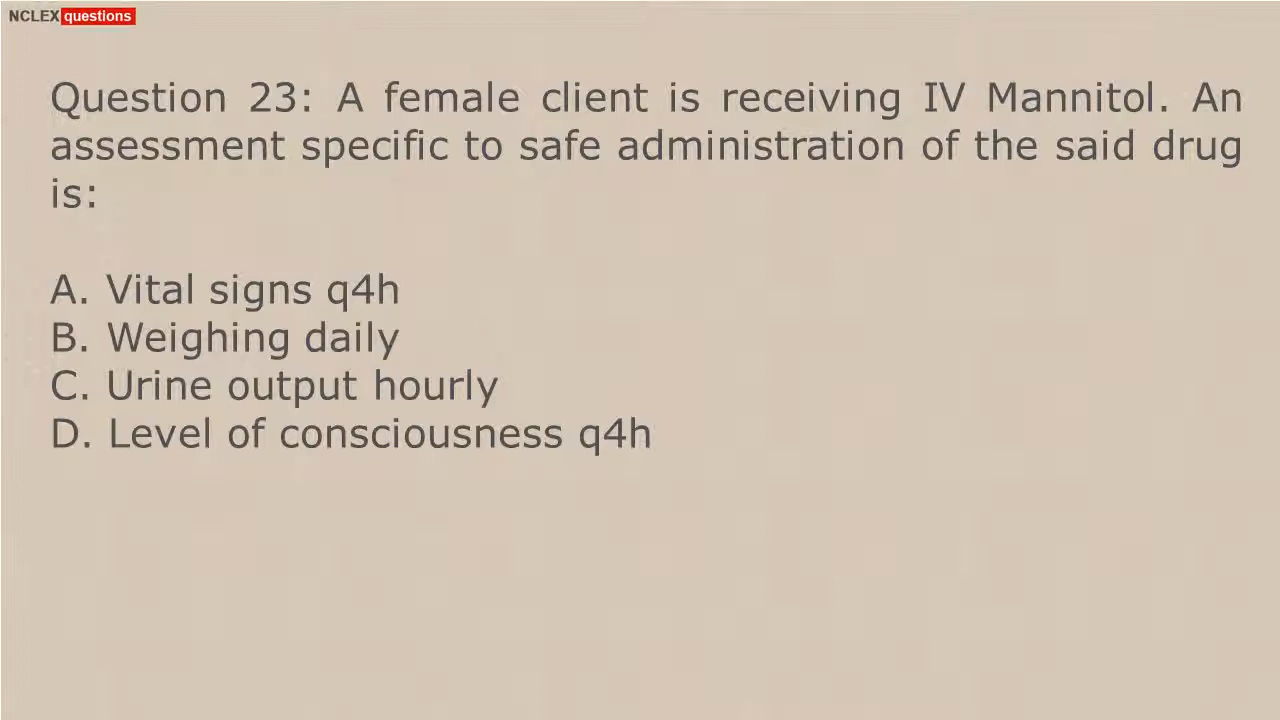 NCLEX questions
Question 23: A female client is receiving IV Mannitol. An
assessment specific to safe administration of the said drug
is:
A. Vital signs q4h
B. Weighing daily
C. Urine output hourly
D. Level of consciousness q4h